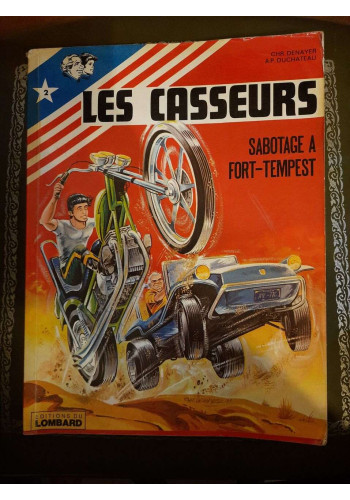 CHR. DENAYER
A.P. DUCHATEAU
2
LES CASSEURS
SABOTAGE A
FORT-TEMPEST
EDITIONS DU
LOMBARD